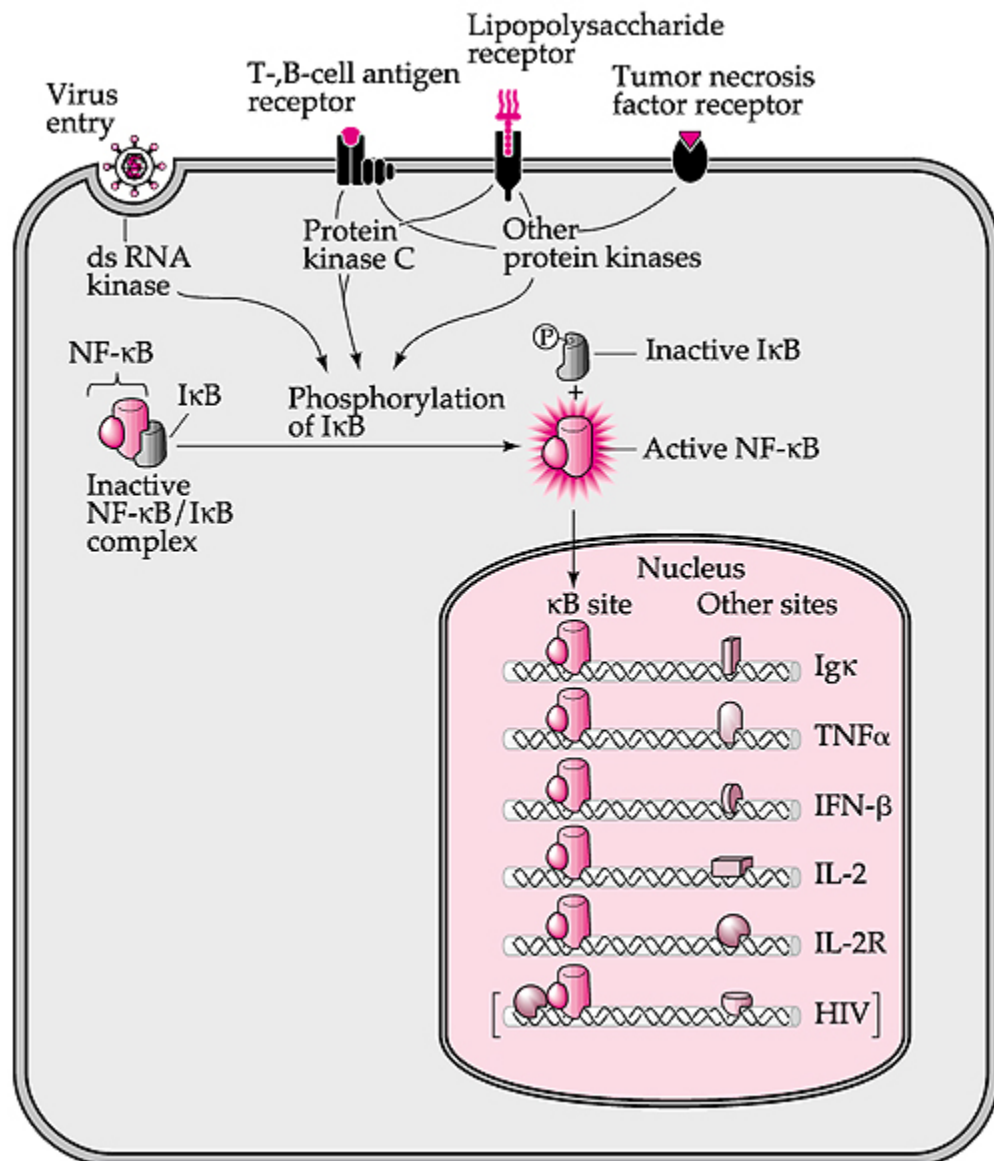 Lipopolysaccharide
receptor
T-,B-cell antigen
receptor
Tumor necrosis
factor receptor
Virus
entry
Protein
kinase C
Other
protein kinases
ds RNA
kinase
NF-κB
IκB
Phosphorylation
of IκB
P
Inactive IκB
+
Active NF-κB
Inactive
NF-κB/IκB
complex
Nucleus
κB site
Other sites
Igκ
TNFα
IFN-β
IL-2
IL-2R
[HIV]